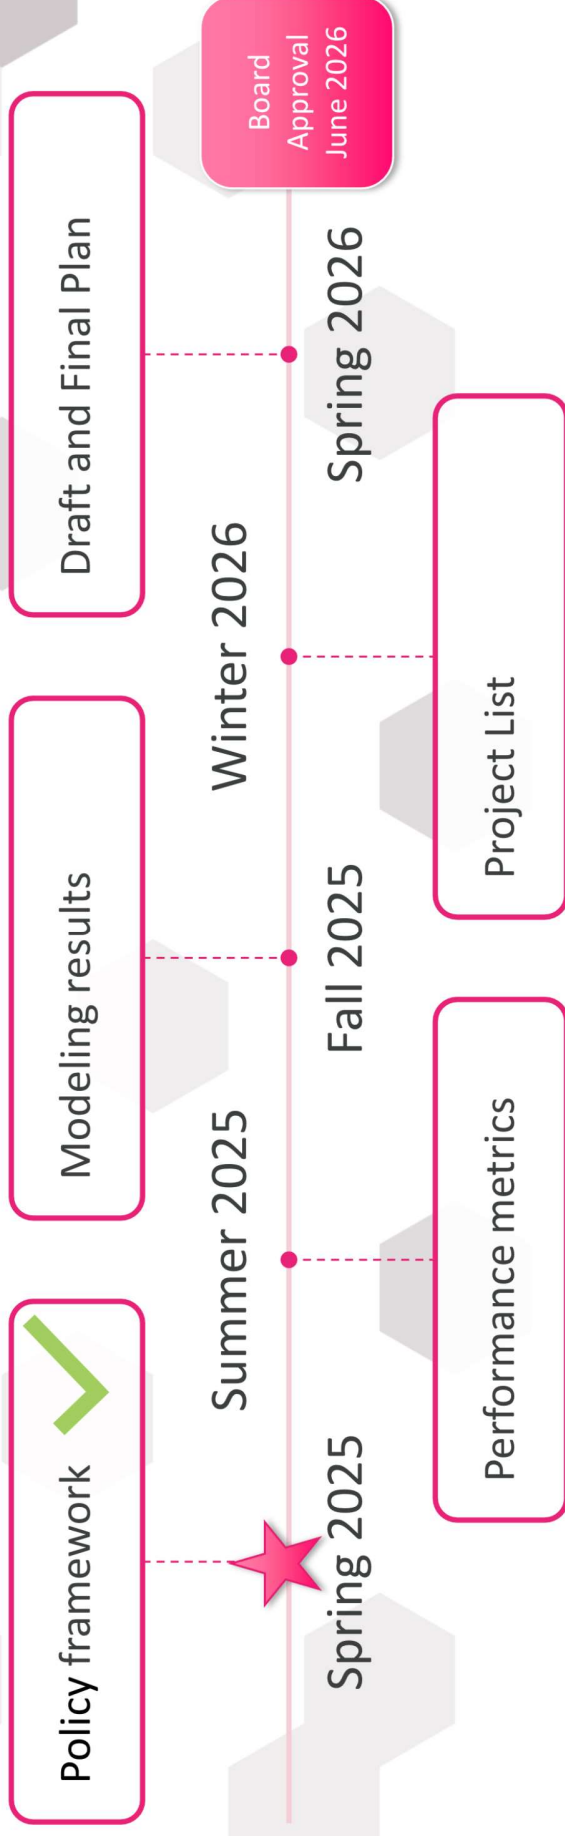 Policy framework
Modeling results
Draft and Final Plan
Summer 2025
Winter 2026
Board
Approval
June 2026
Spring 2025
Fall 2025
Spring 2026
Performance metrics
Project List